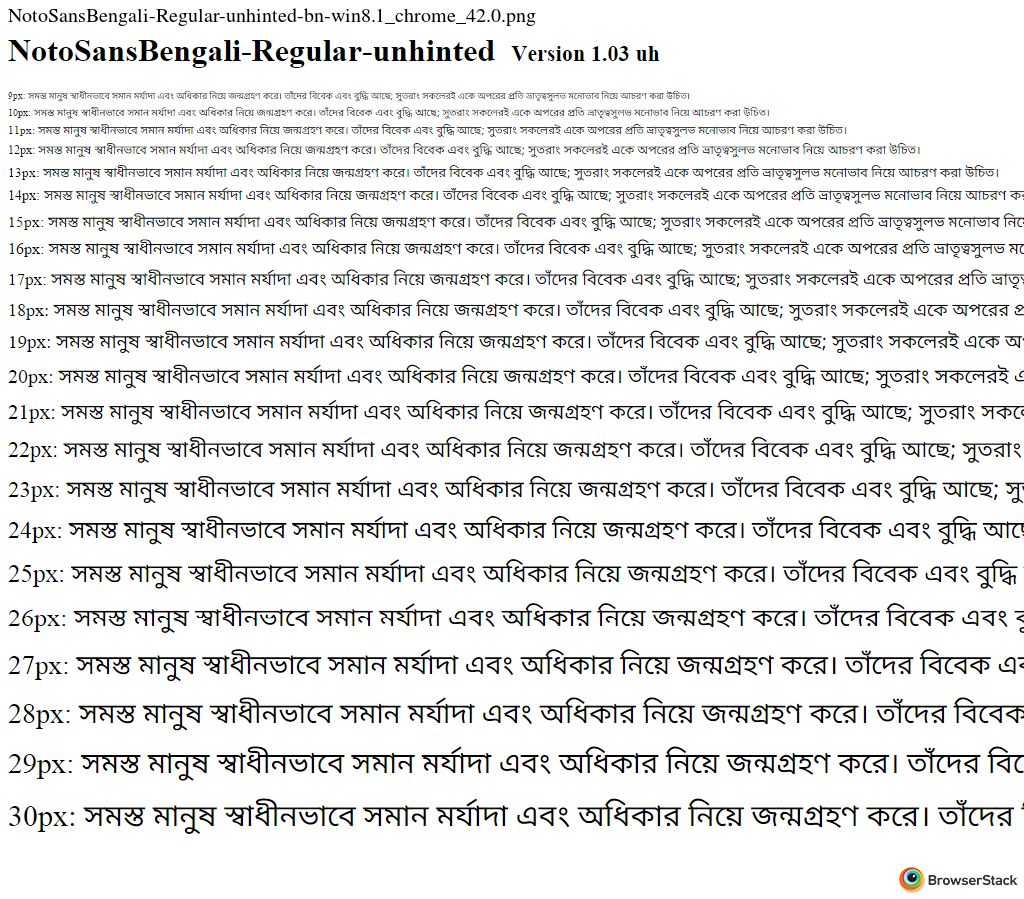 NotoSansBengali-Regular-unhinted-bn-win8.1_chrome_42.0.png
NotoSansBengali-Regular-unhinted Version 1.03 uh
9px: সমস্ত মানুষ স্বাধীনভাবে সমান মর্যাদা এবং অধিকার নিয়ে জন্মগ্রহণ করে। তাঁদের বিবেক এবং বুদ্ধি আছে; সুতরাং সকলেরই একে অপরের প্রতি ভ্রাতৃত্বসুলভ মনোভাব নিয়ে আচরণ করা উচিত।
10px: সমস্ত মানুষ স্বাধীনভাবে সমান মর্যাদা এবং অধিকার নিয়ে জন্মগ্রহণ করে। তাঁদের বিবেক এবং বুদ্ধি আছে; সুতরাং সকলেরই একে অপরের প্রতি ভ্রাতৃত্বসুলভ মনোভাব নিয়ে আচরণ করা উচিত।
11px: সমস্ত মানুষ স্বাধীনভাবে সমান মর্যাদা এবং অধিকার নিয়ে জন্মগ্রহণ করে। তাঁদের বিবেক এবং বুদ্ধি আছে; সুতরাং সকলেরই একে অপরের প্রতি ভ্রাতৃত্বসুলভ মনোভাব নিয়ে আচরণ করা উচিত।
12px: সমস্ত মানুষ স্বাধীনভাবে সমান মর্যাদা এবং অধিকার নিয়ে জন্মগ্রহণ করে। তাঁদের বিবেক এবং বুদ্ধি আছে; সুতরাং সকলেরই একে অপরের প্রতি ভ্রাতৃত্বসুলভ মনোভাব নিয়ে আচরণ করা উচিত।
13px: সমস্ত মানুষ স্বাধীনভাবে সমান মর্যাদা এবং অধিকার নিয়ে জন্মগ্রহণ করে। তাঁদের বিবেক এবং বুদ্ধি আছে; সুতরাং সকলেরই একে অপরের প্রতি ভ্রাতৃত্বসুলভ মনোভাব নিয়ে আচরণ করা উচিত।
14px: সমস্ত মানুষ স্বাধীনভাবে সমান মর্যাদা এবং অধিকার নিয়ে জন্মগ্রহণ করে। তাঁদের বিবেক এবং বুদ্ধি আছে; সুতরাং সকলেরই একে অপরের প্রতি ভ্রাতৃত্বসুলভ মনোভাব নিয়ে আচরণ
15px: সমস্ত মানুষ স্বাধীনভাবে সমান মর্যাদা এবং অধিকার নিয়ে জন্মগ্রহণ করে। তাঁদের বিবেক এবং বুদ্ধি আছে; সুতরাং সকলেরই একে অপরের প্রতি ভ্রাতৃত্বসুলভ মনোভাব
16px: সমস্ত মানুষ স্বাধীনভাবে সমান মর্যাদা এবং অধিকার নিয়ে জন্মগ্রহণ করে। তাঁদের বিবেক এবং বুদ্ধি আছে; সুতরাং সকলেরই একে অপরের প্রতি ভ্রাতৃত্বসুলভ
17px: সমস্ত মানুষ স্বাধীনভাবে সমান মর্যাদা এবং অধিকার নিয়ে জন্মগ্রহণ করে। তাঁদের বিবেক এবং বুদ্ধি আছে; সুতরাং সকলেরই একে অপরের প্রতি
18px: সমস্ত মানুষ স্বাধীনভাবে সমান মর্যাদা এবং অধিকার নিয়ে জন্মগ্রহণ করে। তাঁদের বিবেক এবং বুদ্ধি আছে; সুতরাং সকলেরই একে অপরের
19px: সমস্ত মানুষ স্বাধীনভাবে সমান মর্যাদা এবং অধিকার নিয়ে জন্মগ্রহণ করে। তাঁদের বিবেক এবং বুদ্ধি আছে; সুতরাং সকলেরই একে
20px: সমস্ত মানুষ স্বাধীনভাবে সমান মর্যাদা এবং অধিকার নিয়ে জন্মগ্রহণ করে। তাঁদের বিবেক এবং বুদ্ধি আছে; সুতরাং সকলেরই
21px: সমস্ত মানুষ স্বাধীনভাবে সমান মর্যাদা এবং অধিকার নিয়ে জন্মগ্রহণ করে। তাঁদের বিবেক এবং বুদ্ধি আছে; সুতরাং
22px: সমস্ত মানুষ স্বাধীনভাবে সমান মর্যাদা এবং অধিকার নিয়ে জন্মগ্রহণ করে। তাঁদের বিবেক এবং বুদ্ধি আছে; সুতরাং
23px: সমস্ত মানুষ স্বাধীনভাবে সমান মর্যাদা এবং অধিকার নিয়ে জন্মগ্রহণ করে। তাঁদের বিবেক এবং বুদ্ধি আছে;
24px: সমস্ত মানুষ স্বাধীনভাবে সমান মর্যাদা এবং অধিকার নিয়ে জন্মগ্রহণ করে। তাঁদের বিবেক এবং বুদ্ধি
25px: সমস্ত মানুষ স্বাধীনভাবে সমান মর্যাদা এবং অধিকার নিয়ে জন্মগ্রহণ করে। তাঁদের বিবেক এবং বুদ্ধি
26px: সমস্ত মানুষ স্বাধীনভাবে সমান মর্যাদা এবং অধিকার নিয়ে জন্মগ্রহণ করে। তাঁদের বিবেক এবং
27px: সমস্ত মানুষ স্বাধীনভাবে সমান মর্যাদা এবং অধিকার নিয়ে জন্মগ্রহণ করে। তাঁদের বিবেক
28px: সমস্ত মানুষ স্বাধীনভাবে সমান মর্যাদা এবং অধিকার নিয়ে জন্মগ্রহণ করে। তাঁদের বিবেক
29px: সমস্ত মানুষ স্বাধীনভাবে সমান মর্যাদা এবং অধিকার নিয়ে জন্মগ্রহণ করে। তাঁদের
30px: সমস্ত মানুষ স্বাধীনভাবে সমান মর্যাদা এবং অধিকার নিয়ে জন্মগ্রহণ করে। তাঁদের
BrowserStack